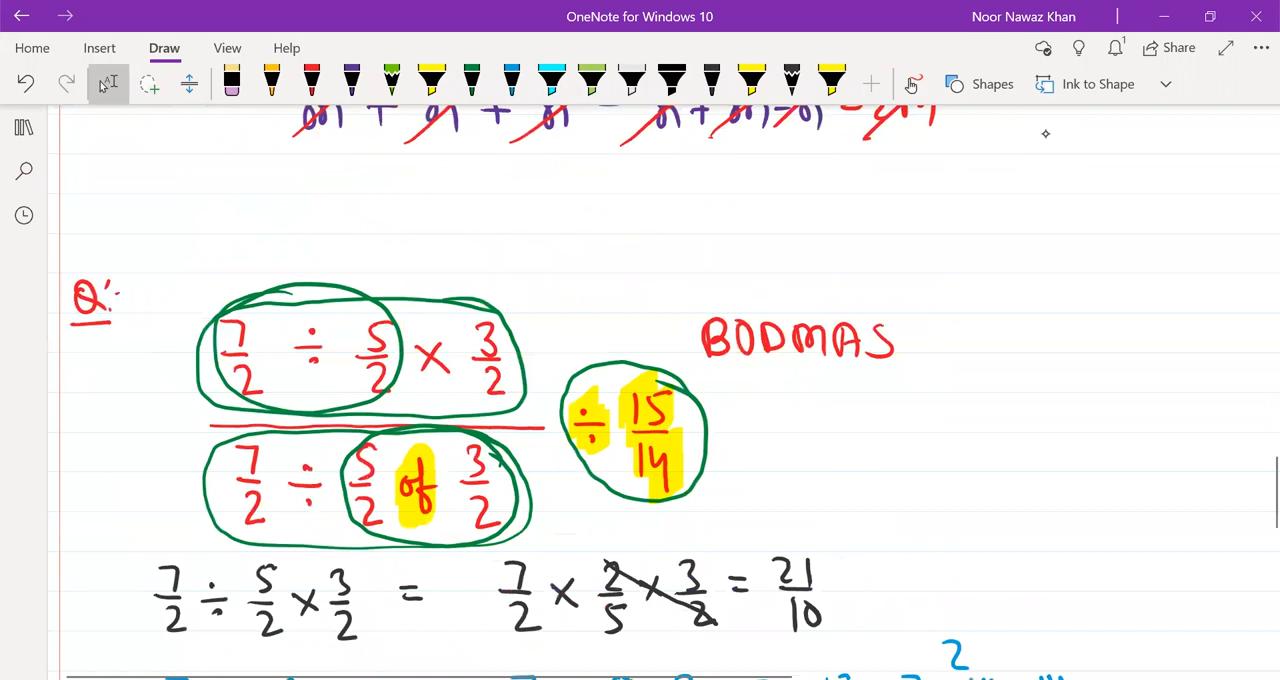 OneNote for Windows 10
Noor Nawaz Khan
Home Insert Draw View Help
1 Share
Shapes Ink to Shape
Q:
7/2 ÷ 5/2 × 3/2
BODMAS
÷ 15/14
7/2 ÷ 5/2 of 3/2
7/2 ÷ 5/2 × 3/2 = 7/2 × 2/5 × 3/2 = 21/10
2